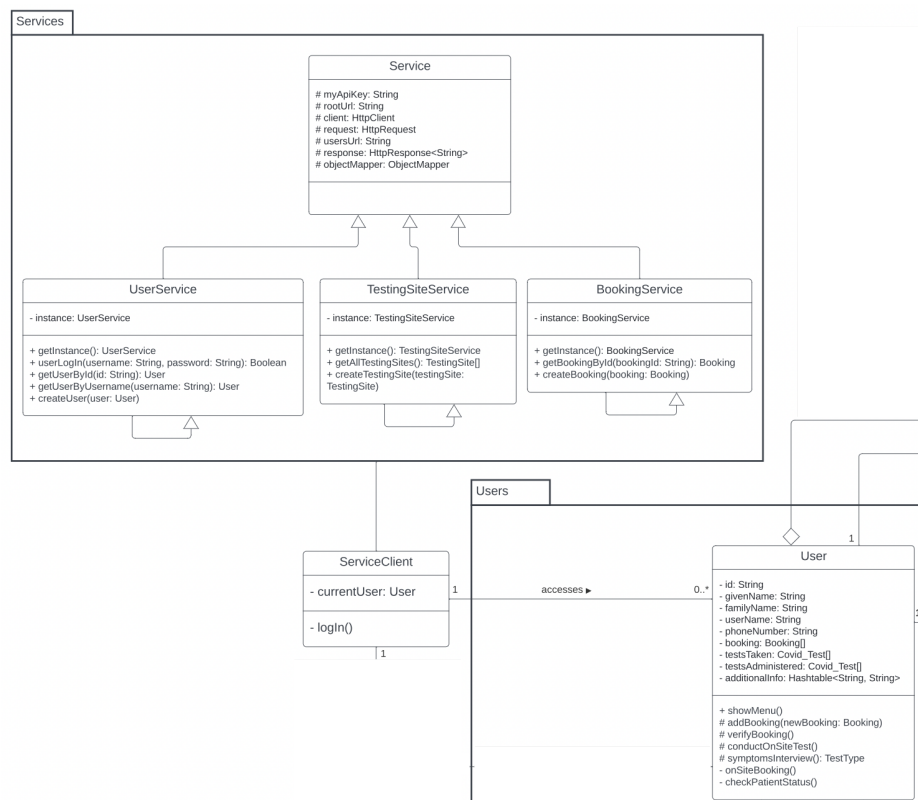 Services
Service
# myApiKey: String
# rootUrl: String
# client: HttpClient
# request: HttpRequest
# usersUrl: String
# response: HttpResponse<String>
# objectMapper: ObjectMapper
UserService
- instance: UserService
+ getInstance(): UserService
+ userLogIn(username: String, password: String): Boolean
+ getUserById(id: String): User
+ getUserByUsername(username: String): User
+ createUser(user: User)
TestingSiteService
- instance: TestingSiteService
+ getInstance(): TestingSiteService
+ getAllTestingSites(): TestingSite[]
+ createTestingSite(testingSite:
TestingSite)
BookingService
- instance: BookingService
+ getInstance(): BookingService
+ getBookingById(bookingId: String): Booking
+ createBooking(booking: Booking)
ServiceClient
- currentUser: User
- logIn()
1
1
accesses ▶
0..*
Users
1
User
- id: String
- givenName: String
- familyName: String
- userName: String
- phoneNumber: String
- booking: Booking[]
- testsTaken: Covid_Test[]
- testsAdministered: Covid_Test[]
- additionalInfo: Hashtable<String, String>
+ showMenu()
# addBooking(newBooking: Booking)
# verifyBooking()
# conductOnSiteTest()
# symptomsInterview(): TestType
- onSiteBooking()
- checkPatientStatus()